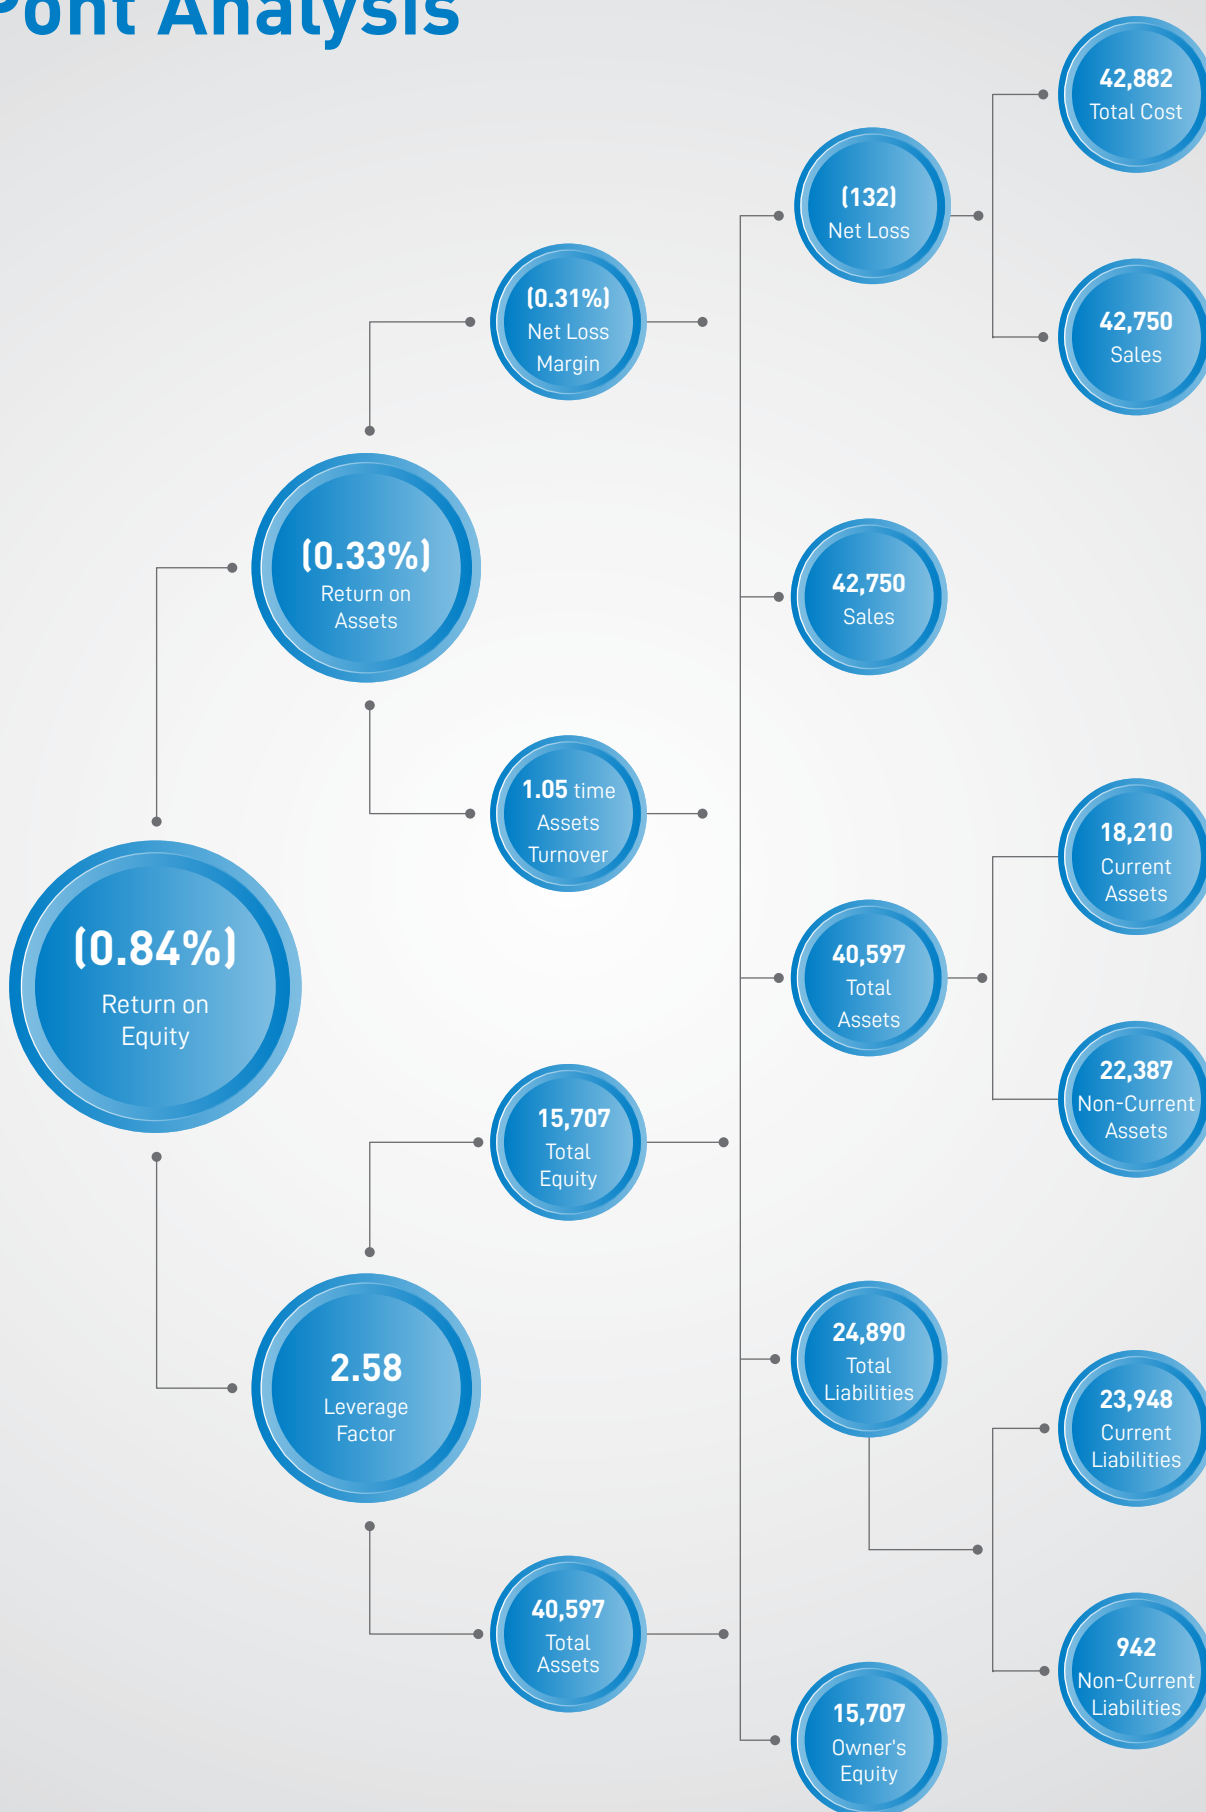 Pont Analysis
42,882
Total Cost
(132)
Net Loss
(0.31%)
Net Loss
Margin
42,750
Sales
(0.33%)
Return on
Assets
42,750
Sales
1.05 time
Assets
Turnover
18,210
Current
Assets
(0.84%)
Return on
Equity
40,597
Total
Assets
22,387
Non-Current
Assets
15,707
Total
Equity
24,890
Total
Liabilities
2.58
Leverage
Factor
23,948
Current
Liabilities
40,597
Total
Assets
942
Non-Current
Liabilities
15,707
Owner's
Equity